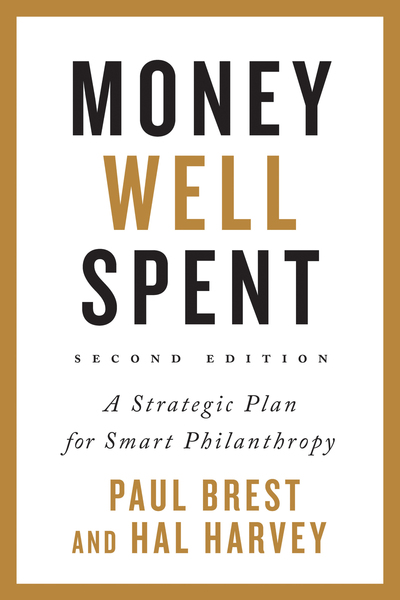 MONEY
WELL
SPENT
SECOND EDITION
A Strategic Plan
for Smart Philanthropy
PAUL BREST
AND HAL HARVEY